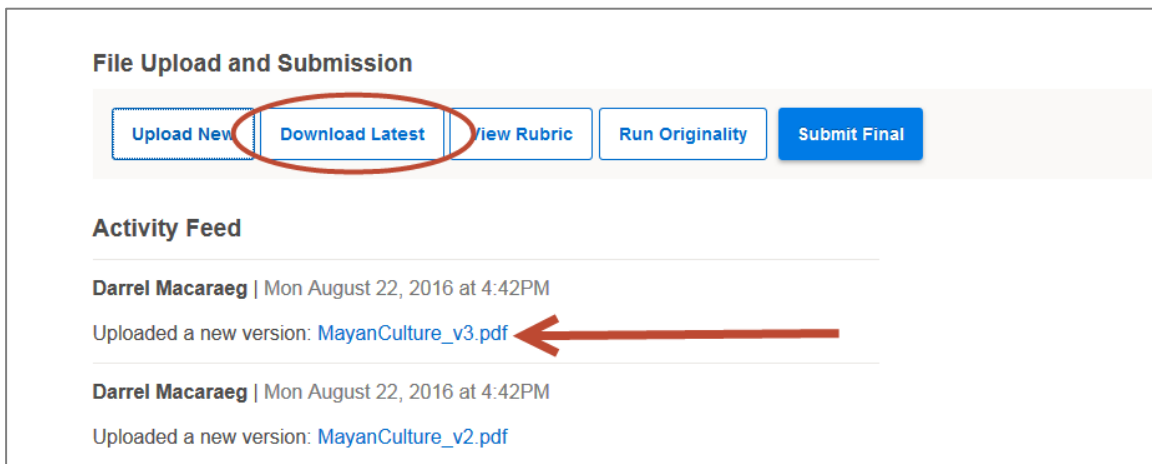 File Upload and Submission
Upload New Download Latest View Rubric Run Originality Submit Final
Activity Feed
Darrel Macaraeg | Mon August 22, 2016 at 4:42PM
Uploaded a new version: MayanCulture_v3.pdf
Darrel Macaraeg | Mon August 22, 2016 at 4:42PM
Uploaded a new version: MayanCulture_v2.pdf